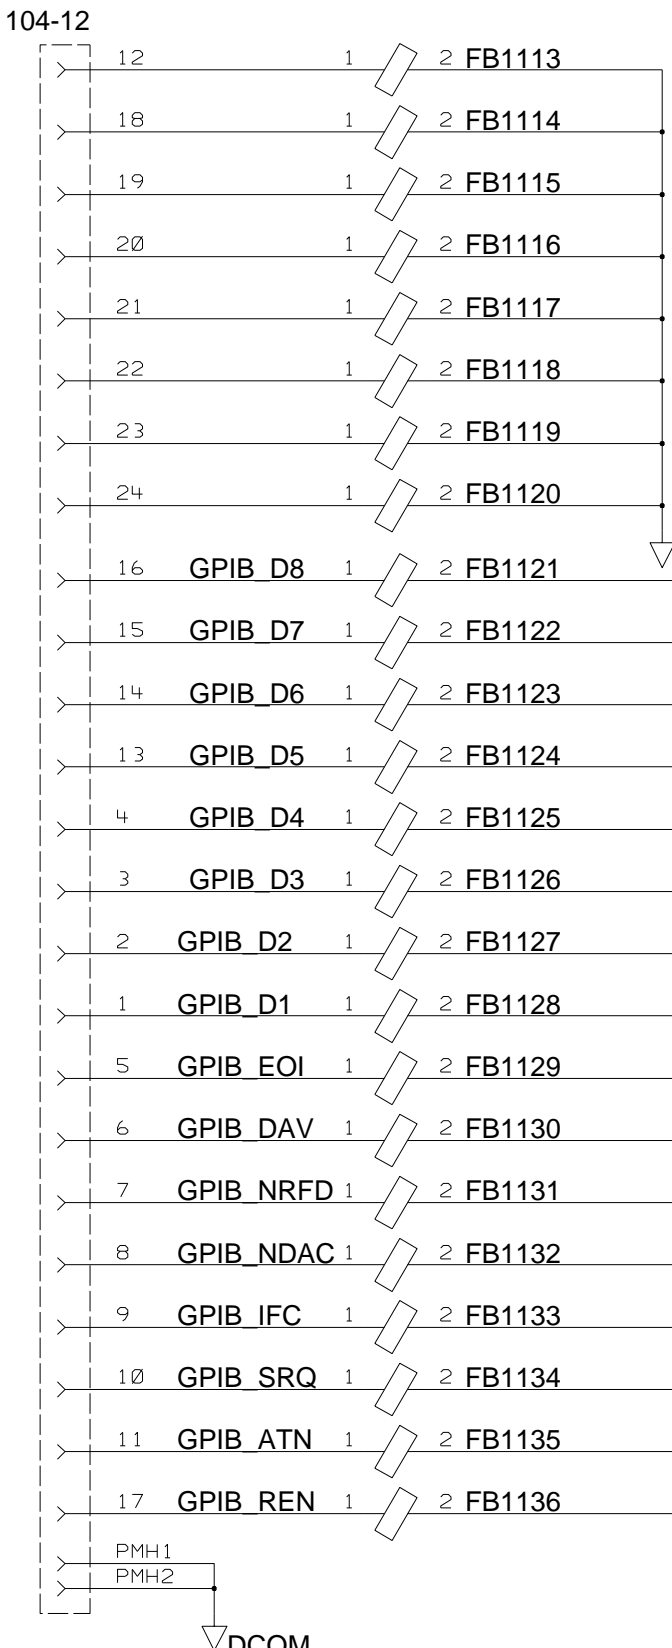 104-12
12 1 2 FB1113
18 1 2 FB1114
19 1 2 FB1115
20 1 2 FB1116
21 1 2 FB1117
22 1 2 FB1118
23 1 2 FB1119
24 1 2 FB1120
16 GPIB_D8 1 2 FB1121
15 GPIB_D7 1 2 FB1122
14 GPIB_D6 1 2 FB1123
13 GPIB_D5 1 2 FB1124
4 GPIB_D4 1 2 FB1125
3 GPIB_D3 1 2 FB1126
2 GPIB_D2 1 2 FB1127
1 GPIB_D1 1 2 FB1128
5 GPIB_EOI 1 2 FB1129
6 GPIB_DAV 1 2 FB1130
7 GPIB_NRFD 1 2 FB1131
8 GPIB_NDAC 1 2 FB1132
9 GPIB_IFC 1 2 FB1133
10 GPIB_SRQ 1 2 FB1134
11 GPIB_ATN 1 2 FB1135
17 GPIB_REN 1 2 FB1136
PMH1
PMH2
DCOM